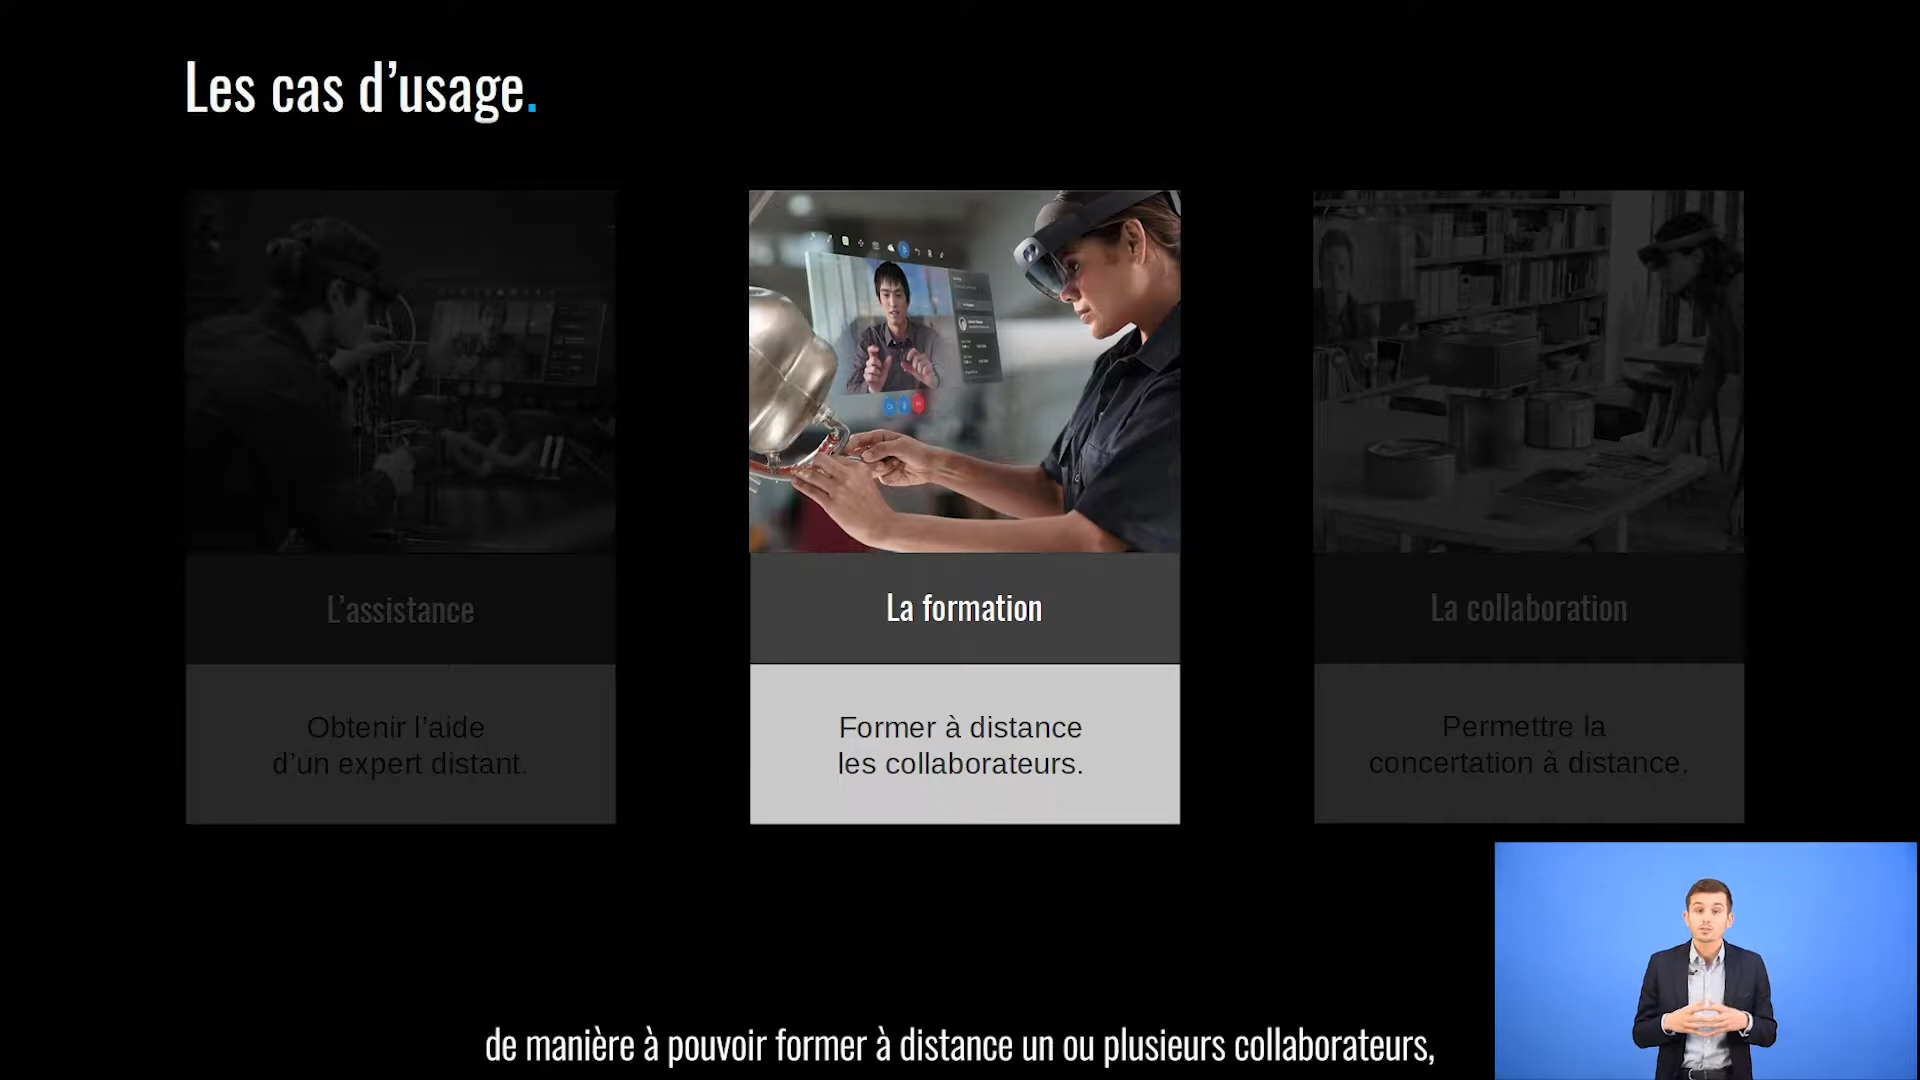 Les cas d’usage.
L’assistance
Obtenir l’aide
d’un expert distant.
La formation
Former à distance
les collaborateurs.
La collaboration
Permettre la
concertation à distance.
de manière à pouvoir former à distance un ou plusieurs collaborateurs,